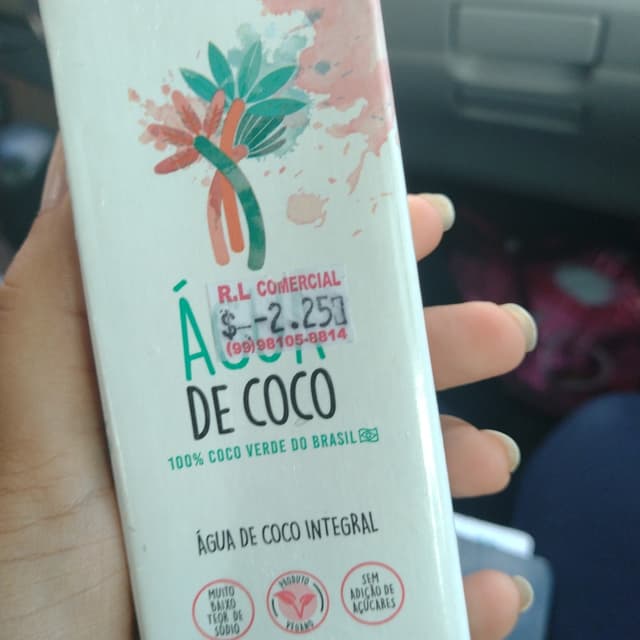 R.L COMERCIAL
$--2.25
(99)98105-8814
ÁGUA
DE COCO
100% COCO VERDE DO BRASIL
ÁGUA DE COCO INTEGRAL
MUITO
BAIXO
TEOR DE
SÓDIO
PRODUTO
VEGANO
SEM
ADIÇÃO DE
AÇÚCARES